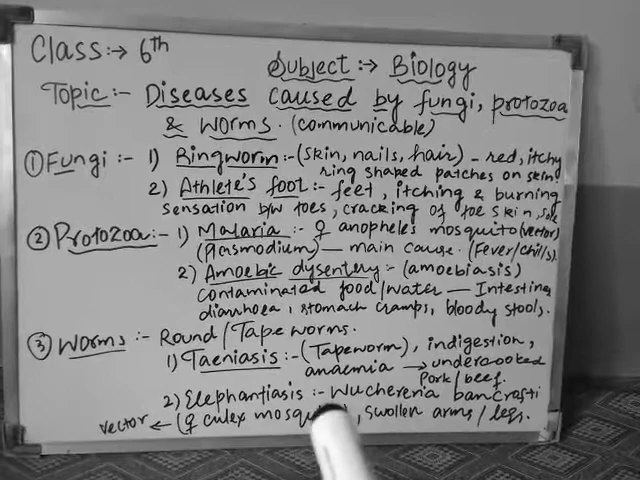 Class:→ 6th
Subject:→ Biology
Topic:- Diseases caused by fungi, protozoa
& worms. (communicable)
① Fungi:- 1) Ringworm:- (skin, nails, hair) - red, itchy
ring shaped patches on skin
2) Athlete's foot:- feet, itching & burning
sensation b/w toes, cracking of toe skin, sole
② Protozoa:- 1) Malaria:- ♀ anopheles mosquito (vector)
(Plasmodium) — main cause. (Fever/chills).
2) Amoebic dysentery:- (amoebiasis)
contaminated food/water — Intestines
diarrhoea, stomach cramps, bloody stools.
③ Worms:- Round/Tape worms.
1) Taeniasis:- (Tapeworm), indigestion,
anaemia → undercooked
Pork/beef.
2) Elephantiasis:- Wuchereria bancrofti
vector ← (♀ culex , swollen arms/legs.